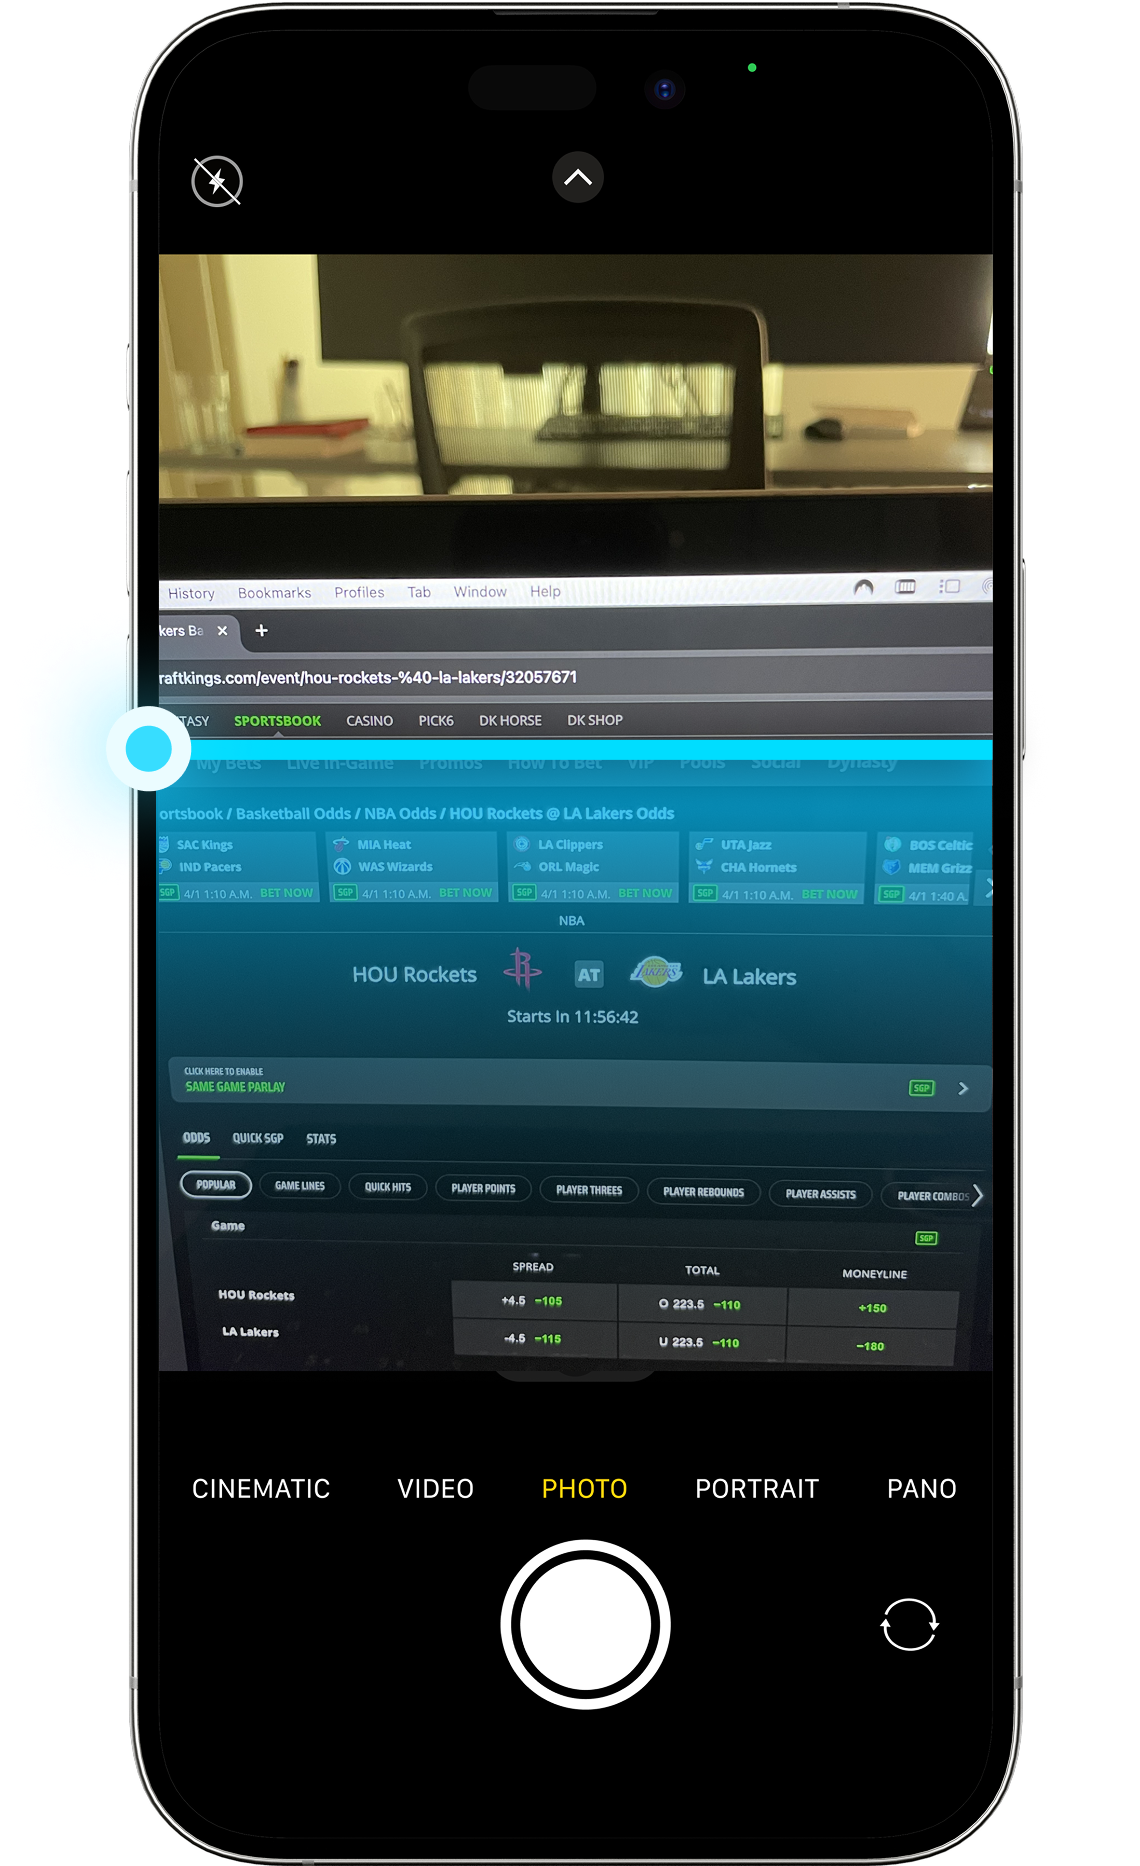 History Bookmarks Profiles Tab Window Help
kers Ba × +
raftkings.com/event/hou-rockets-%40-la-lakers/32057671
TASY SPORTSBOOK CASINO PICK6 DK HORSE DK SHOP
My Bets Live In-Game Promos How To Bet VIP Pools Social Dynasty
ortsbook / Basketball Odds / NBA Odds / HOU Rockets @ LA Lakers Odds
SAC Kings MIA Heat LA Clippers UTA Jazz BOS Celtic
IND Pacers WAS Wizards ORL Magic CHA Hornets MEM Grizz
SGP 4/1 1:10 A.M. BET NOW SGP 4/1 1:10 A.M. BET NOW SGP 4/1 1:10 A.M. BET NOW SGP 4/1 1:10 A.M. BET NOW SGP 4/1 1:40 A.
NBA
HOU Rockets AT LAKERS LA Lakers
Starts In 11:56:42
CLICK HERE TO ENABLE
SAME GAME PARLAY SGP
ODDS QUICK SGP STATS
POPULAR GAME LINES QUICK HITS PLAYER POINTS PLAYER THREES PLAYER REBOUNDS PLAYER ASSISTS PLAYER COMBOS
Game SGP
SPREAD TOTAL MONEYLINE
HOU Rockets +4.5 −105 O 223.5 −110 +150
LA Lakers -4.5 −115 U 223.5 −110 −180
CINEMATIC VIDEO PHOTO PORTRAIT PANO